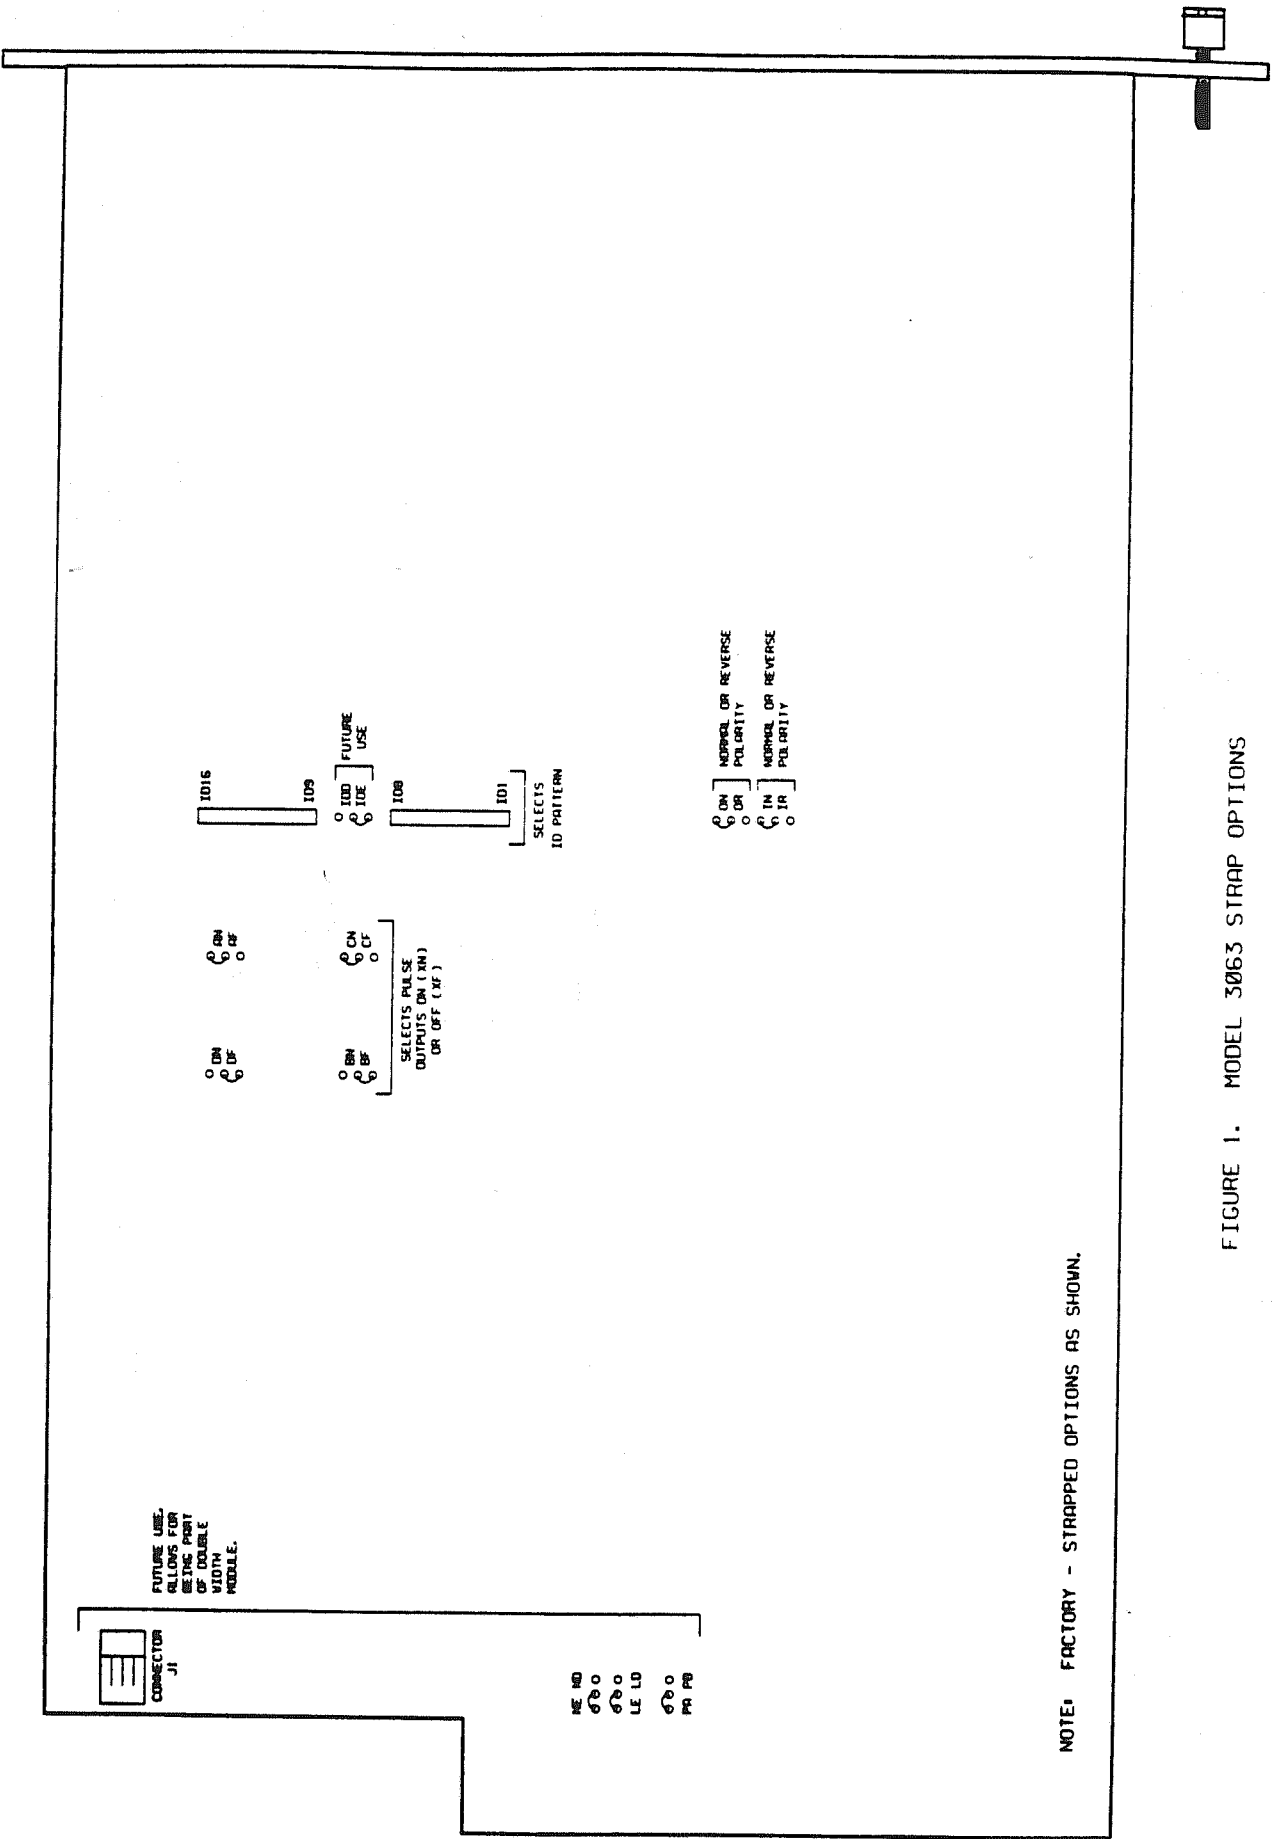 FUTURE USE.
ALLOWS FOR
BEING PART
OF DOUBLE
WIDTH
MODULE.
CONNECTOR
J1
DN
DF
AN
AF
BN
BF
CN
CF
SELECTS PULSE
OUTPUTS ON (XN)
OR OFF (XF)
ID16
ID9
IDD
IDE
FUTURE
USE
ID8
ID1
SELECTS
ID PATTERN
ME MD
LE LD
PA PB
ON
OR
NORMAL OR REVERSE
POLARITY
IN
IR
NORMAL OR REVERSE
POLARITY
NOTE: FACTORY - STRAPPED OPTIONS AS SHOWN.
FIGURE 1. MODEL 3063 STRAP OPTIONS